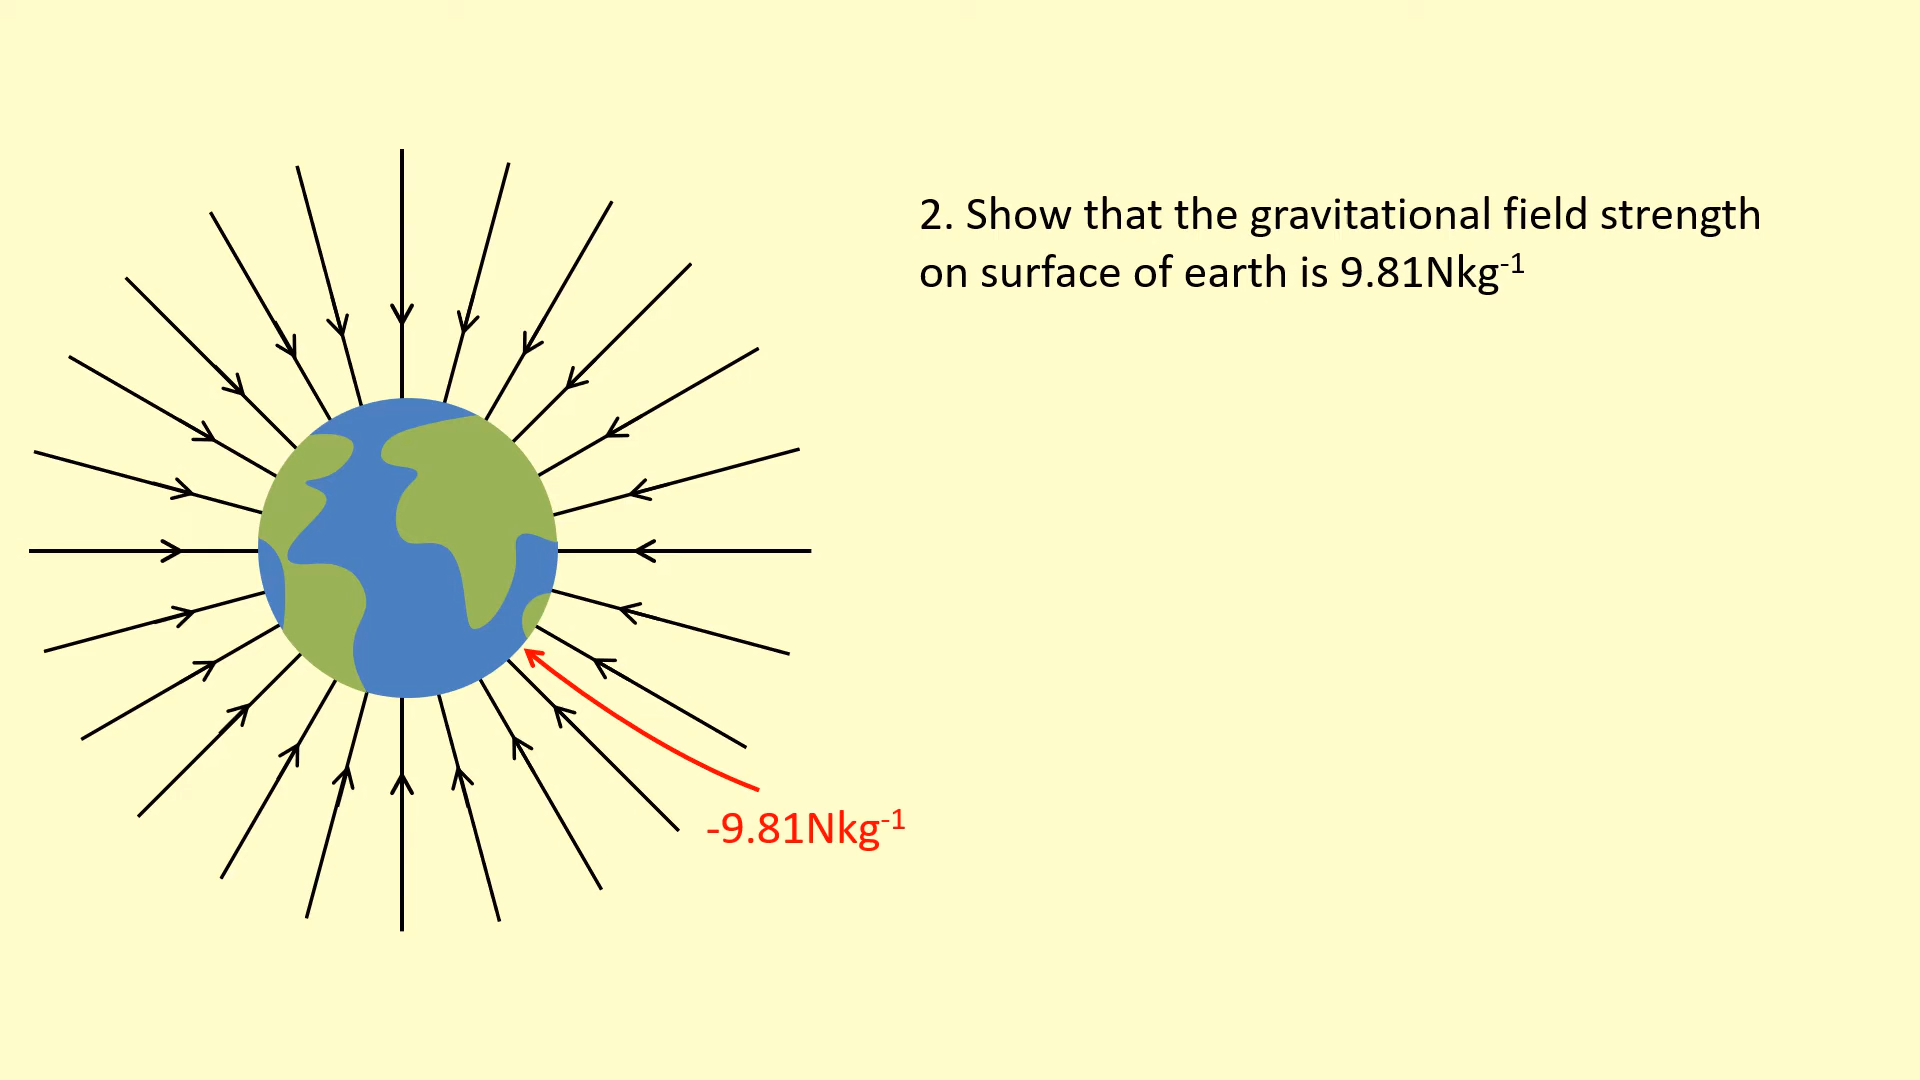 2. Show that the gravitational field strength
on surface of earth is 9.81Nkg⁻¹
-9.81Nkg⁻¹